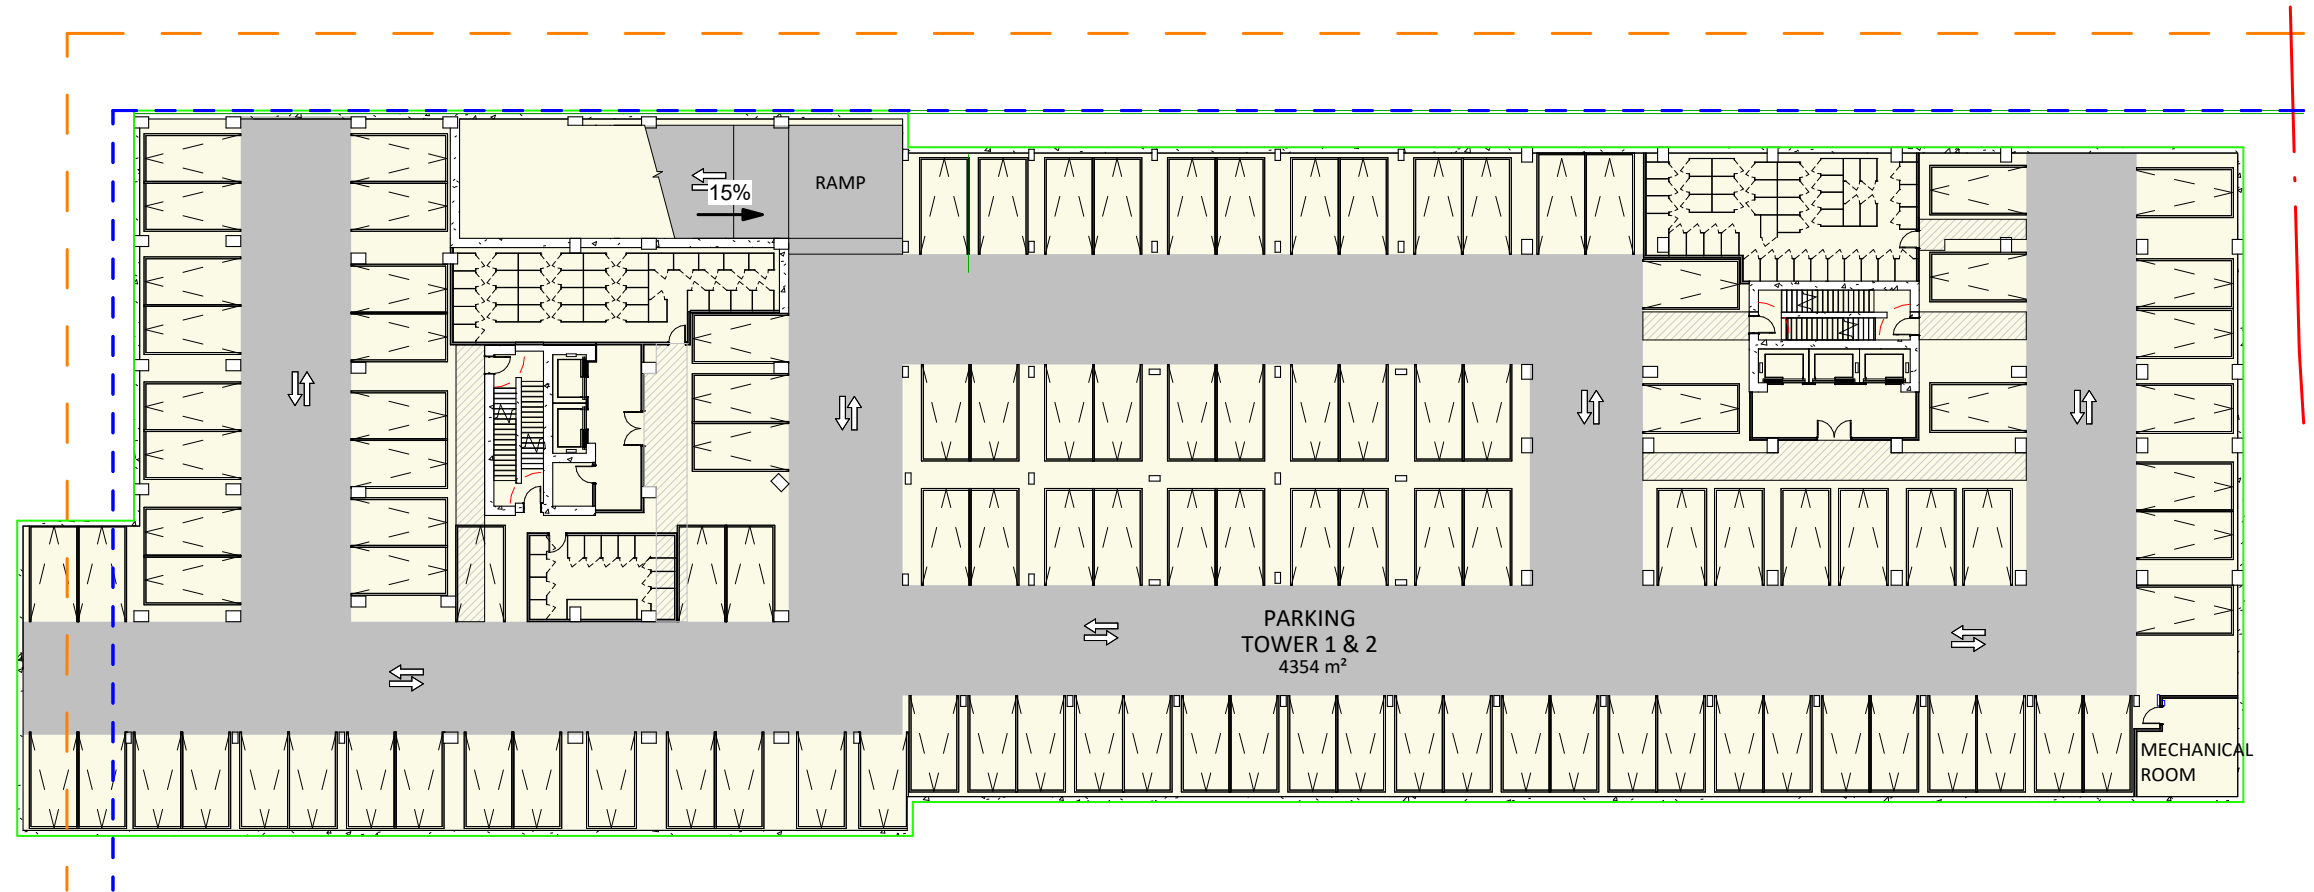 15%
RAMP
PARKING
TOWER 1 & 2
4354 m²
MECHANICAL
ROOM